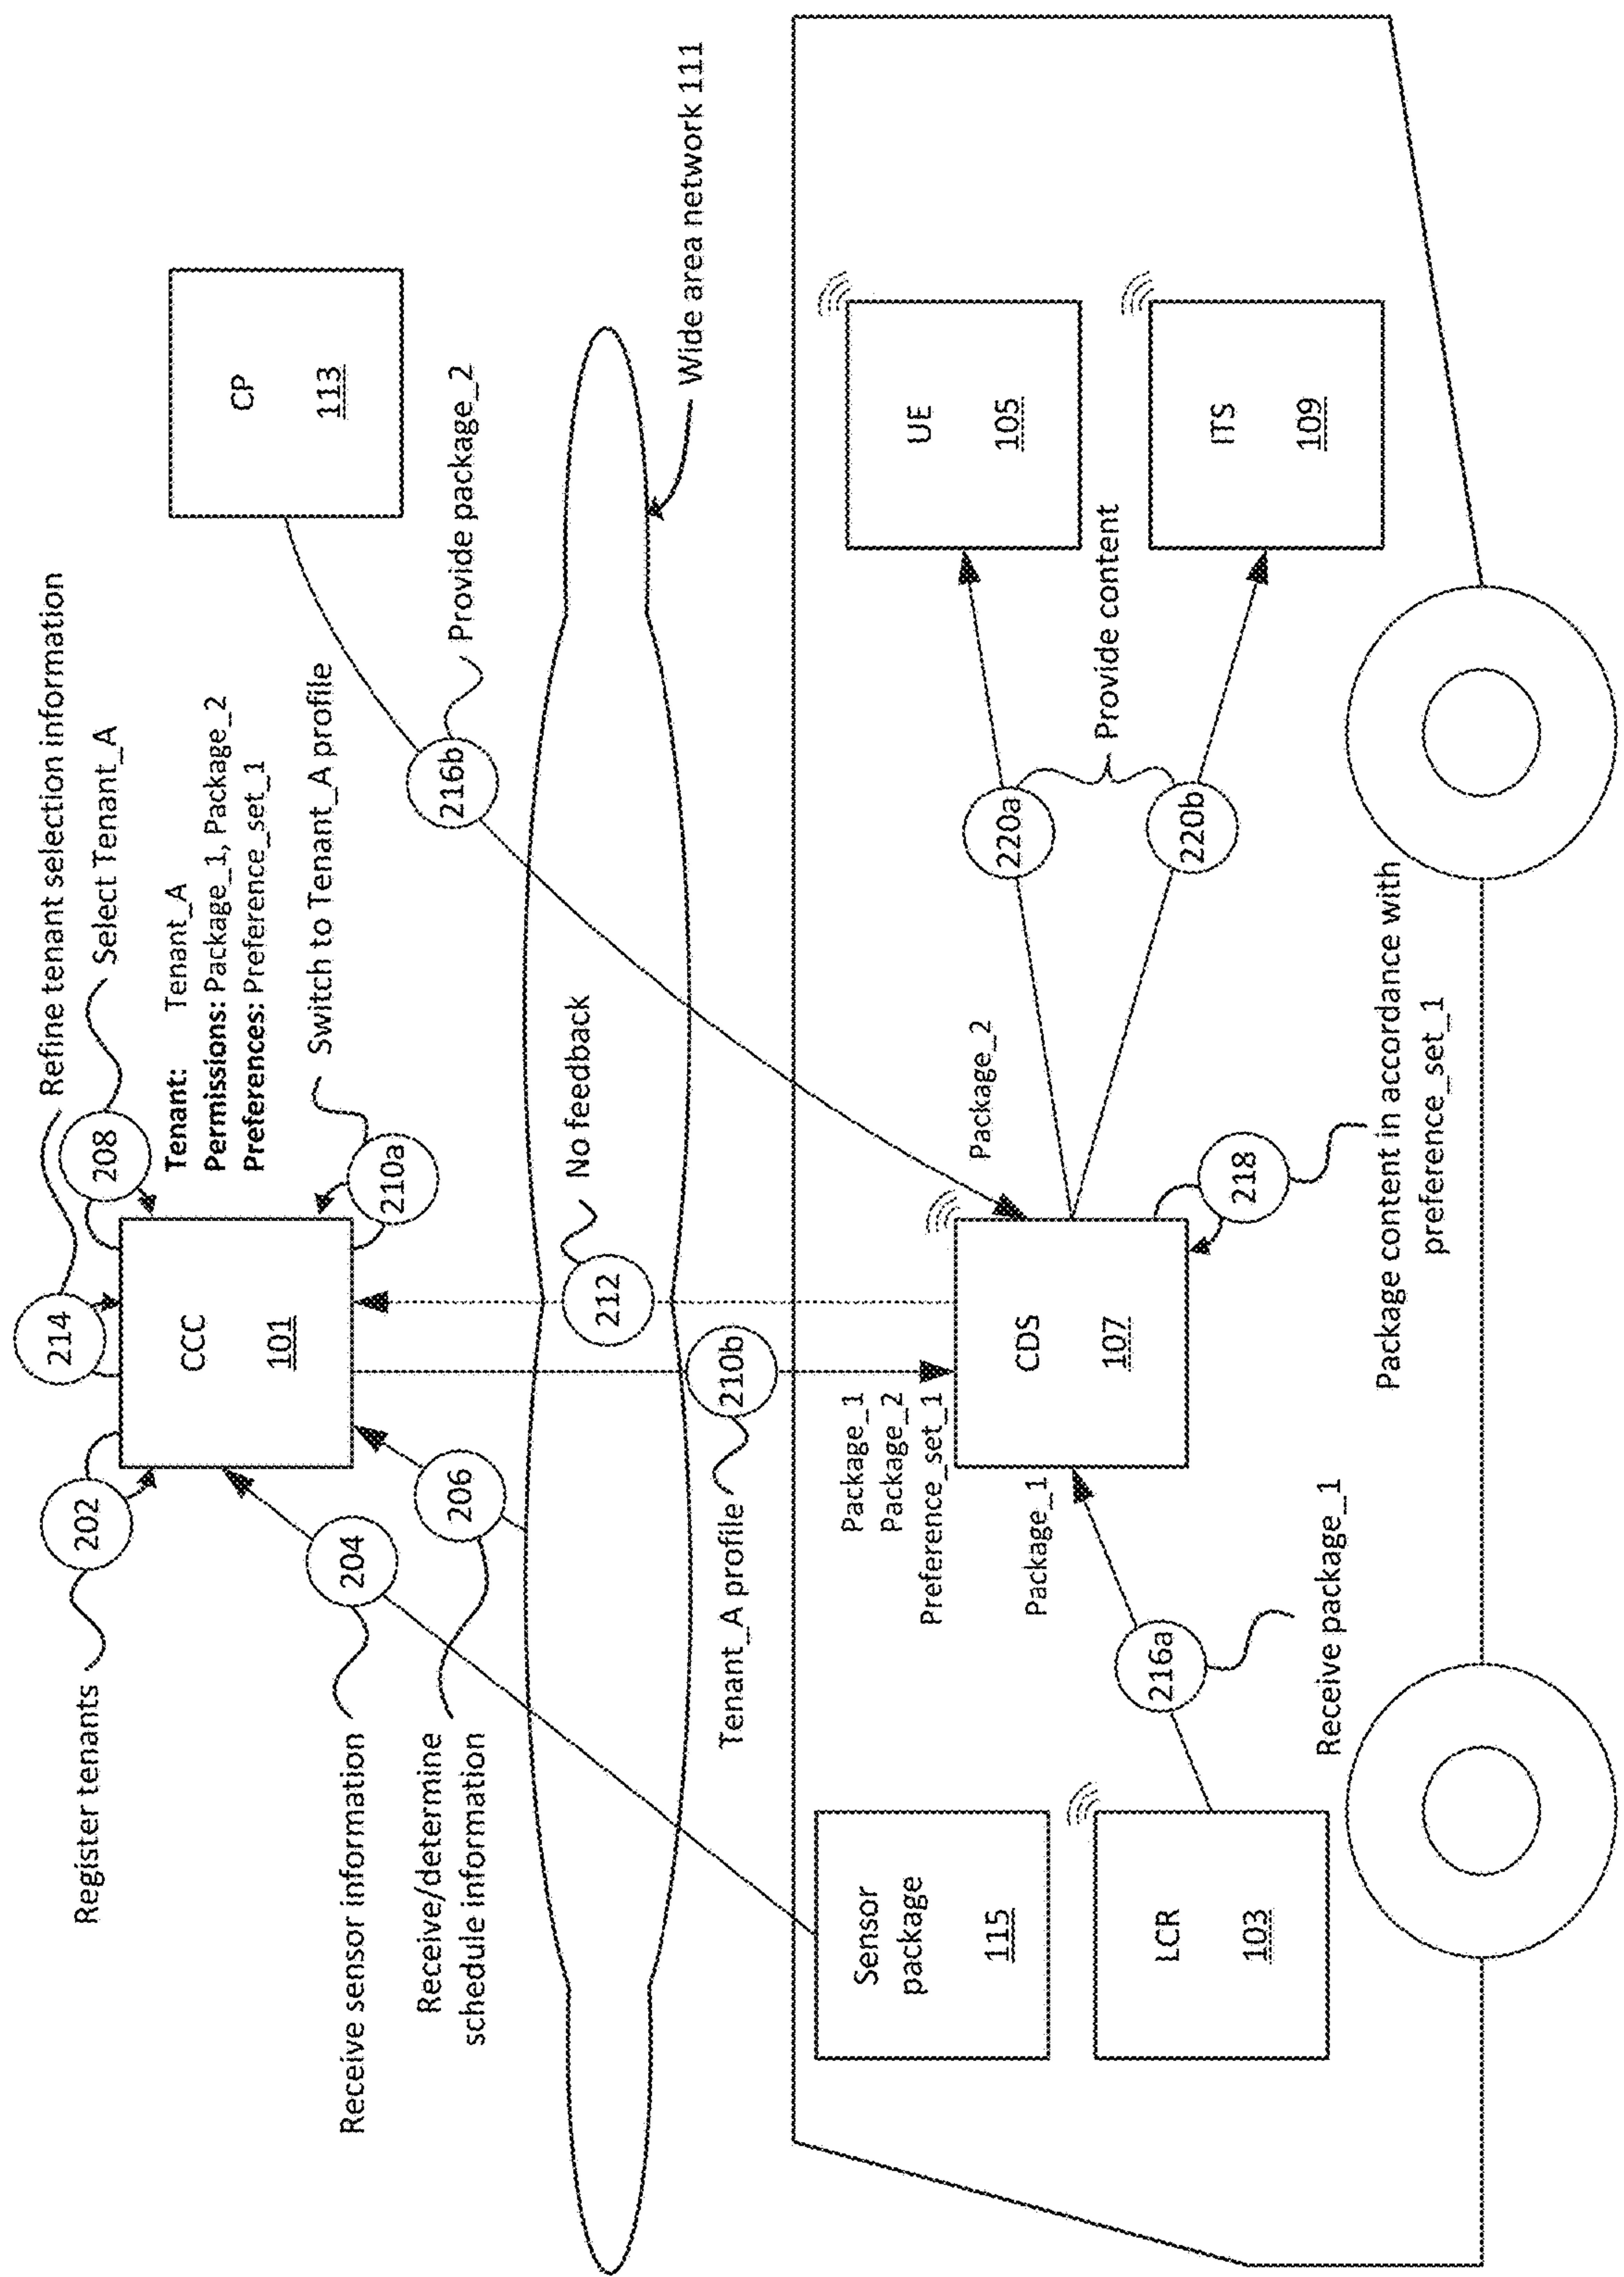 Refine tenant selection information
214
208
Select Tenant_A
202
Register tenants
Tenant: Tenant_A
Permissions: Package_1, Package_2
Preferences: Preference_set_1
CCC
101
CP
113
204
Receive sensor information
206
Receive/determine
schedule information
210a
Switch to Tenant_A profile
216b
Provide package_2
212
No feedback
Wide area network 111
210b
Tenant_A profile
Package_1
Package_2
Preference_set_1
Sensor
package
115
LCR
103
Package_1
216a
Receive package_1
CDS
107
Package_2
218
Package content in accordance with
preference_set_1
220a
220b
Provide content
UE
105
ITS
109